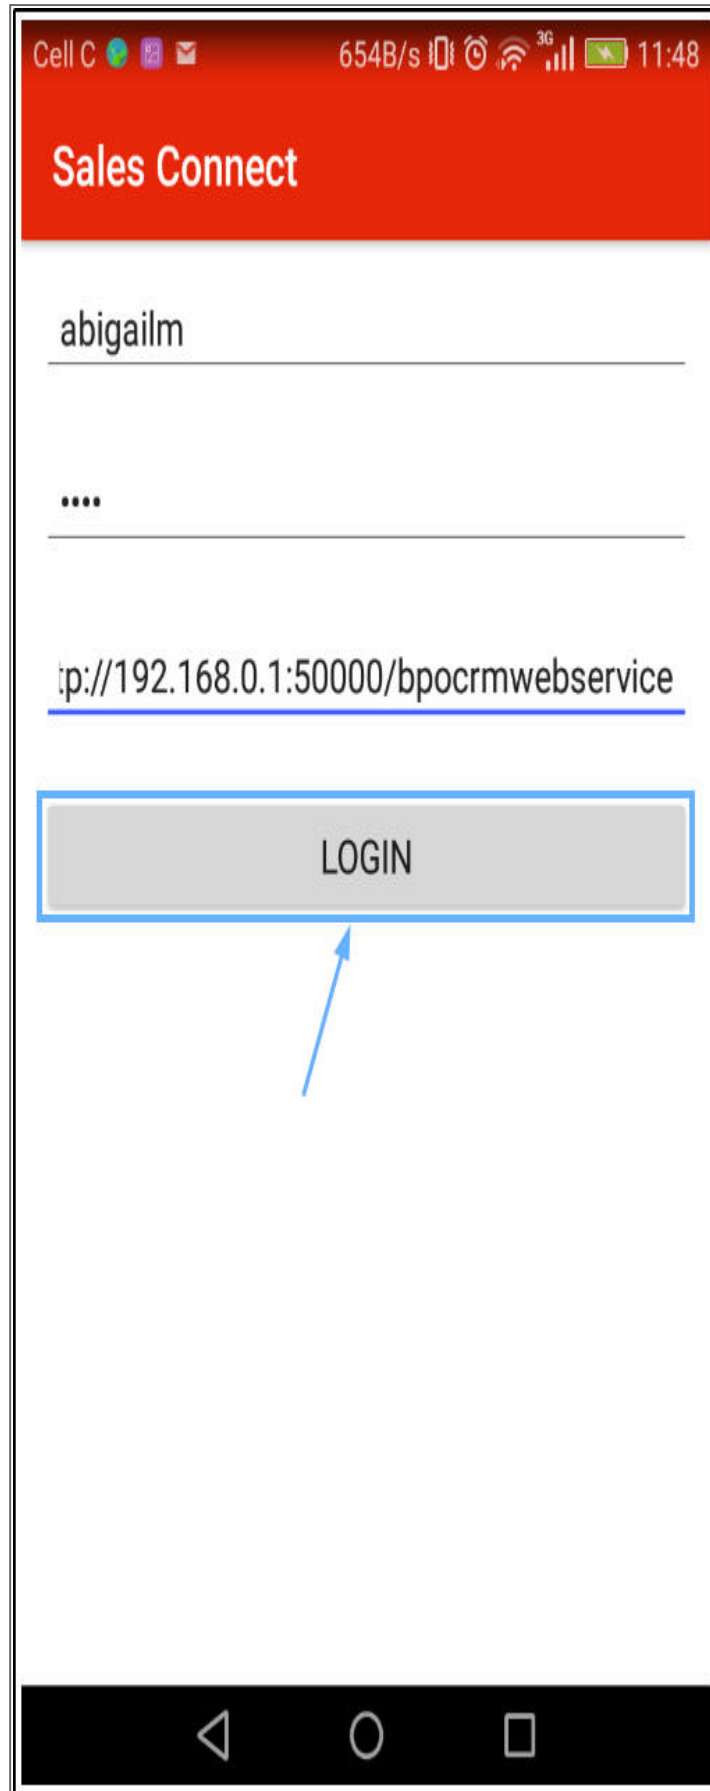 Cell C 654B/s 3G 11:48
Sales Connect
abigailm
••••
tp://192.168.0.1:50000/bpocrmwebservice
LOGIN